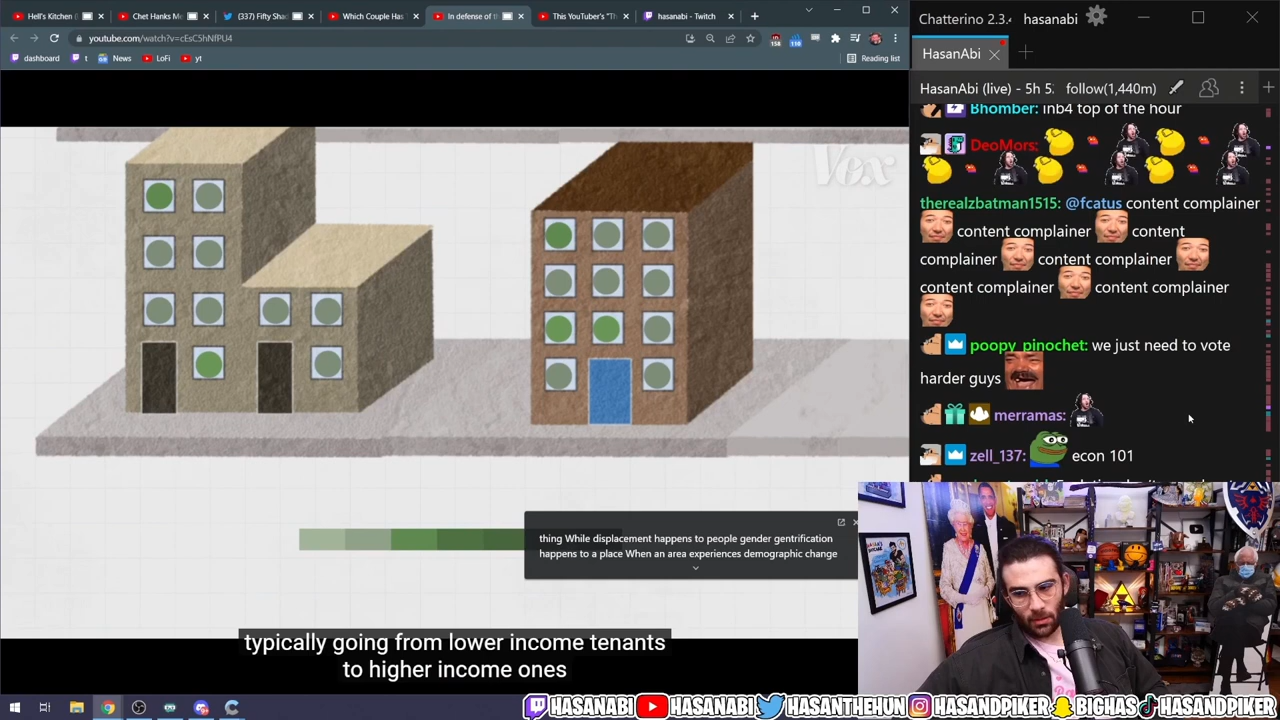 Hell's Kitchen (
Chet Hanks M
(337) Fifty Sha
Which Couple Has
In defense of th
This YouTuber's "Th
hasanabi - Twitch
youtube.com/watch?v=cEsC5hNfPU4
dashboard
t
News
LoFi
yt
Reading list
Vox
thing While displacement happens to people gender gentrification
happens to a place When an area experiences demographic change
typically going from lower income tenants
to higher income ones
Chatterino 2.3.
hasanabi
HasanAbi
HasanAbi (live) - 5h 5
follow(1,440m)
Bhomber: inb4 top of the hour
DeoMors:
therealzbatman1515: @fcatus content complainer
content complainer content
complainer content complainer
content complainer content complainer
poopy_pinochet: we just need to vote
harder guys
merramas:
zell_137: econ 101
HASANABI HASANABI HASANTHEHUN HASANDPIKER BIGHAS HASANDPIKER